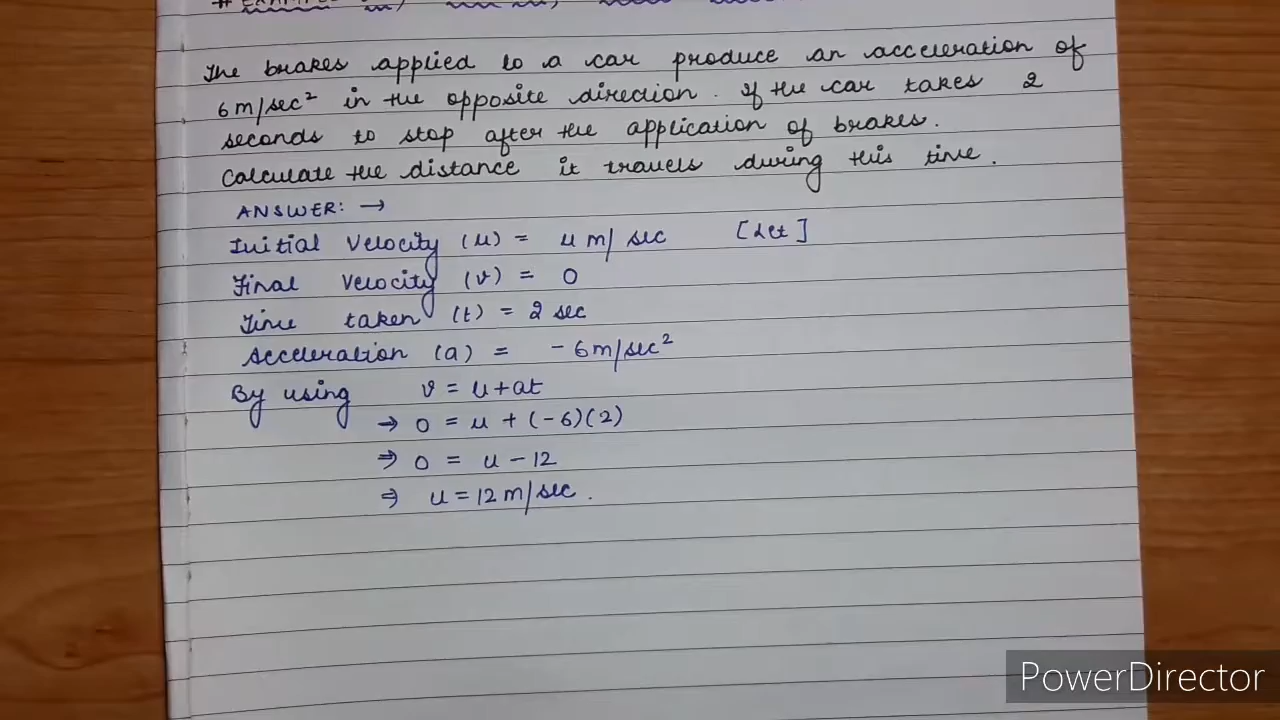 The brakes applied to a car produce an acceleration of
6m/sec² in the opposite direction. If the car takes 2
seconds to stop after the application of brakes.
Calculate the distance it travels during this time.
ANSWER: →
Initial Velocity (u) = u m/sec [Let]
Final Velocity (v) = 0
Time taken (t) = 2 sec
Acceleration (a) = -6m/sec²
By using v = u+at
→ 0 = u + (-6)(2)
⇒ 0 = u - 12
⇒ u = 12 m/sec.
PowerDirector